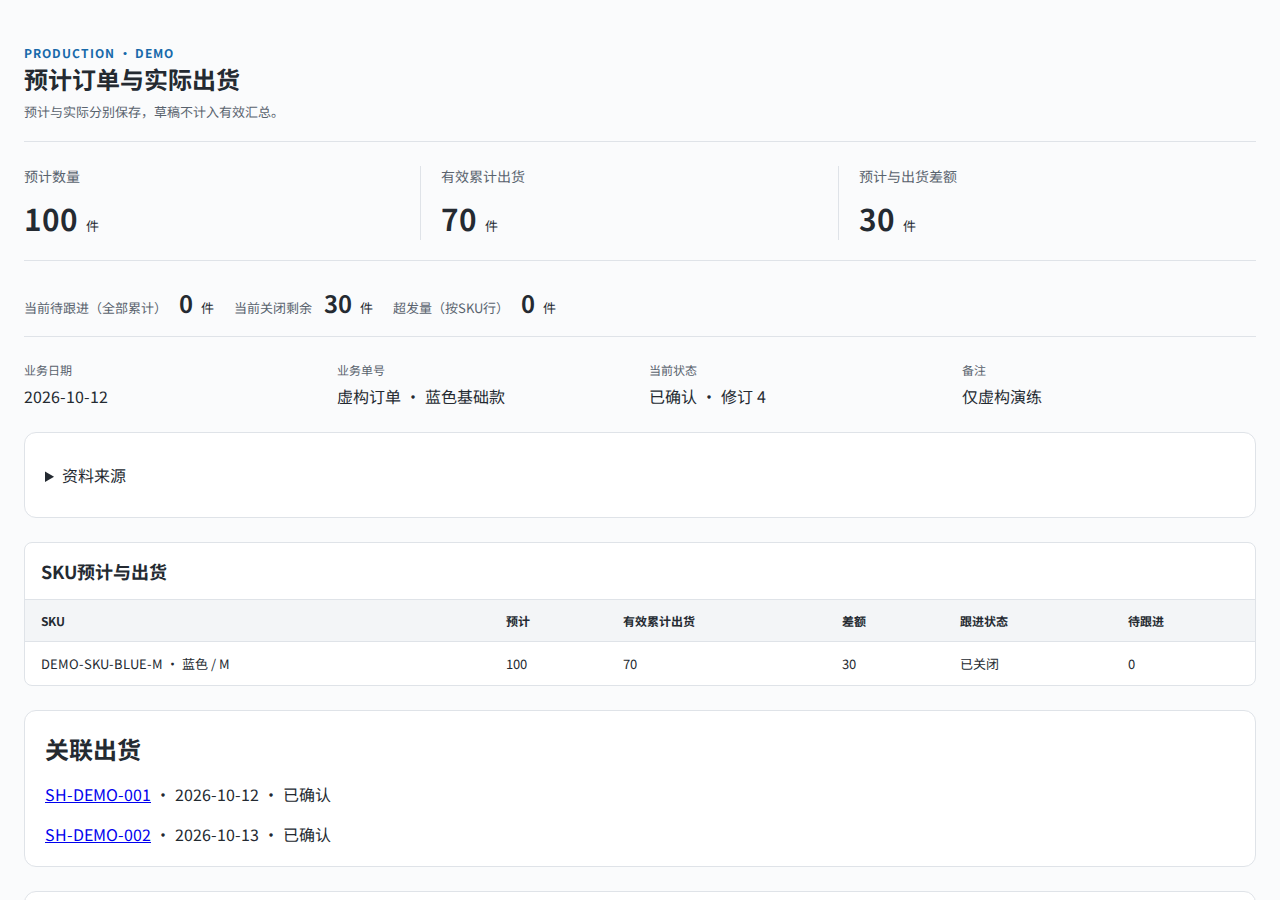 PRODUCTION · DEMO
预计订单与实际出货
预计与实际分别保存，草稿不计入有效汇总。
预计数量 有效累计出货 预计与出货差额
100 件 70 件 30 件
当前待跟进（全部累计） 0 件 当前关闭剩余 30 件 超发量（按SKU行） 0 件
业务日期 业务单号 当前状态 备注
2026-10-12 虚构订单 · 蓝色基础款 已确认 · 修订 4 仅虚构演练
资料来源
SKU预计与出货
SKU 预计 有效累计出货 差额 跟进状态 待跟进
DEMO-SKU-BLUE-M · 蓝色 / M 100 70 30 已关闭 0
关联出货
SH-DEMO-001 · 2026-10-12 · 已确认
SH-DEMO-002 · 2026-10-13 · 已确认